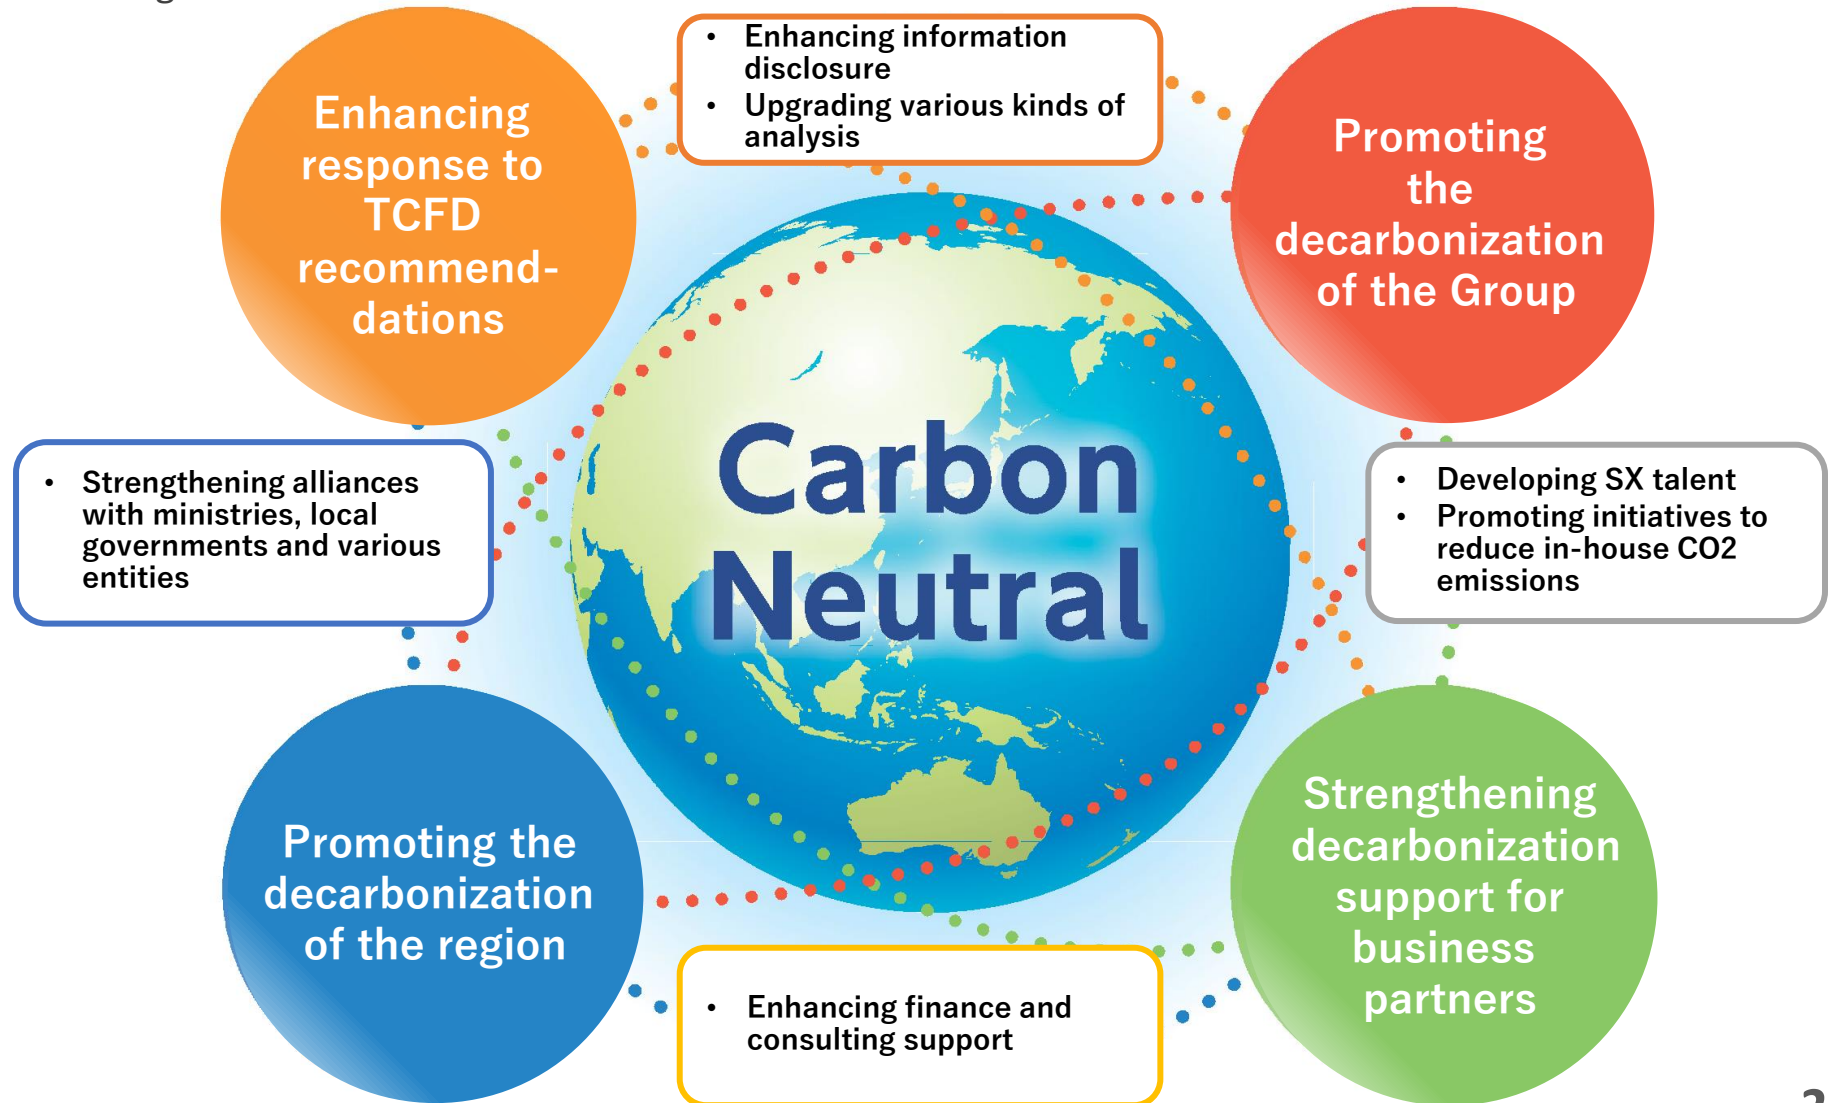 Enhancing
response to
TCFD
recommend-
dations
• Enhancing information
disclosure
• Upgrading various kinds of
analysis
Promoting
the
decarbonization
of the Group
Carbon
Neutral
• Strengthening alliances
with ministries, local
governments and various
entities
• Developing SX talent
• Promoting initiatives to
reduce in-house CO2
emissions
Promoting the
decarbonization
of the region
• Enhancing finance and
consulting support
Strengthening
decarbonization
support for
business
partners